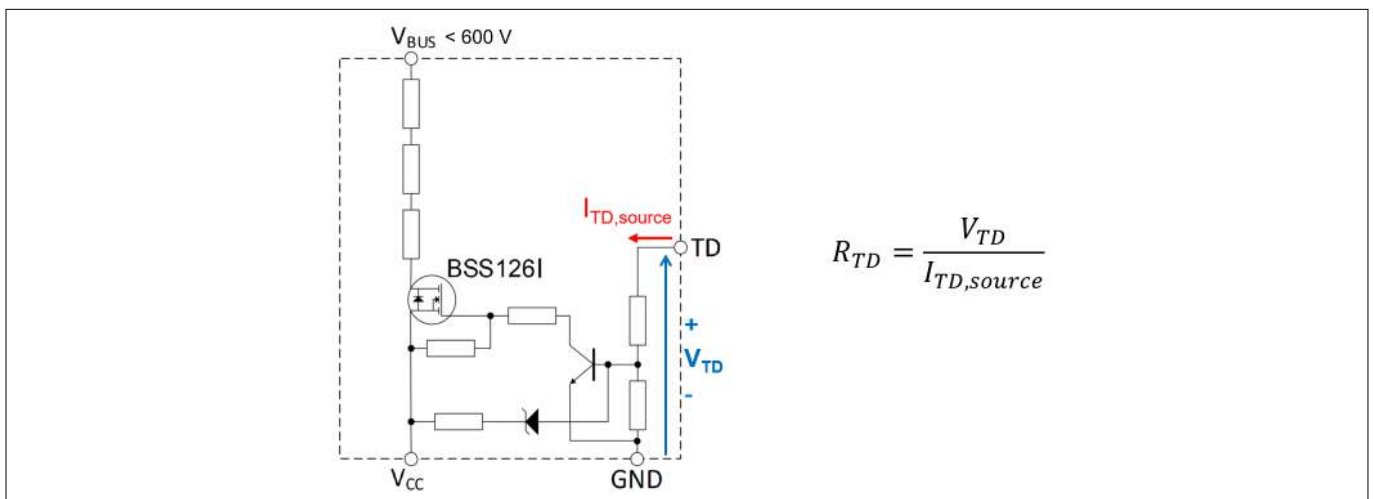 V_BUS < 600 V
I_TD,source
TD
BSS126I
R_TD = V_TD / I_TD,source
+
V_TD
-
V_CC
GND